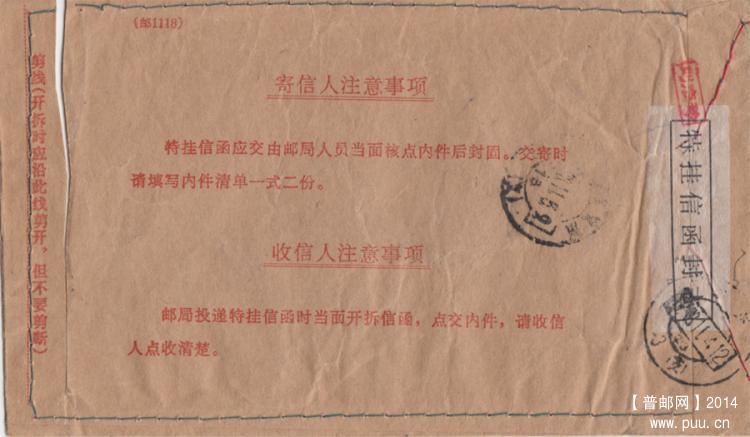 (邮1118)
剪线(开拆时应沿此线剪开，但不要剪断)
寄信人注意事项
特挂信函应交由邮局人员当面核点内件后封固。交寄时
请填写内件清单一式二份。
收信人注意事项
邮局投递特挂信函时当面开拆信函，点交内件，请收信
人点收清楚。
特挂信函封
【普邮网】2014
www.puu.cn